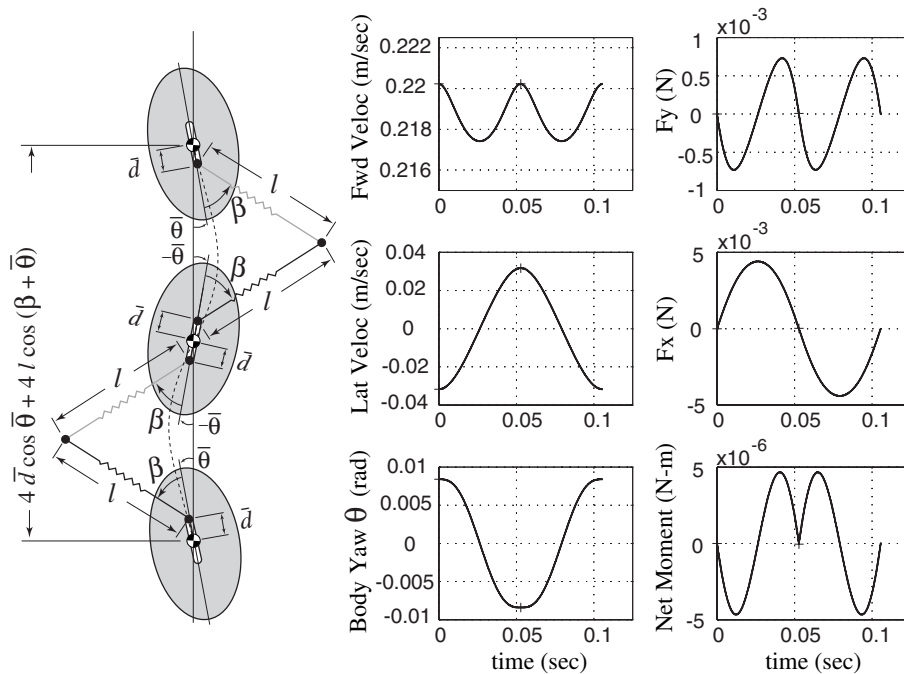 4 d̄ cos θ̄ + 4 l cos (β + θ̄)
d̄
l
β
θ̄
−θ̄
β
d̄
l
l
d̄
β
−θ̄
θ̄
β
l
d̄
Fwd Veloc (m/sec)
0.222
0.22
0.218
0.216
0
0.05
0.1
x10⁻³
Fy (N)
1
0.5
0
-0.5
-1
0
0.05
0.1
Lat Veloc (m/sec)
0.04
0.02
0
-0.02
-0.04
0
0.05
0.1
x10⁻³
Fx (N)
5
0
-5
0
0.05
0.1
Body Yaw θ (rad)
0.01
0.005
0
-0.005
-0.01
0
0.05
0.1
time (sec)
x10⁻⁶
Net Moment (N-m)
5
0
-5
0
0.05
0.1
time (sec)